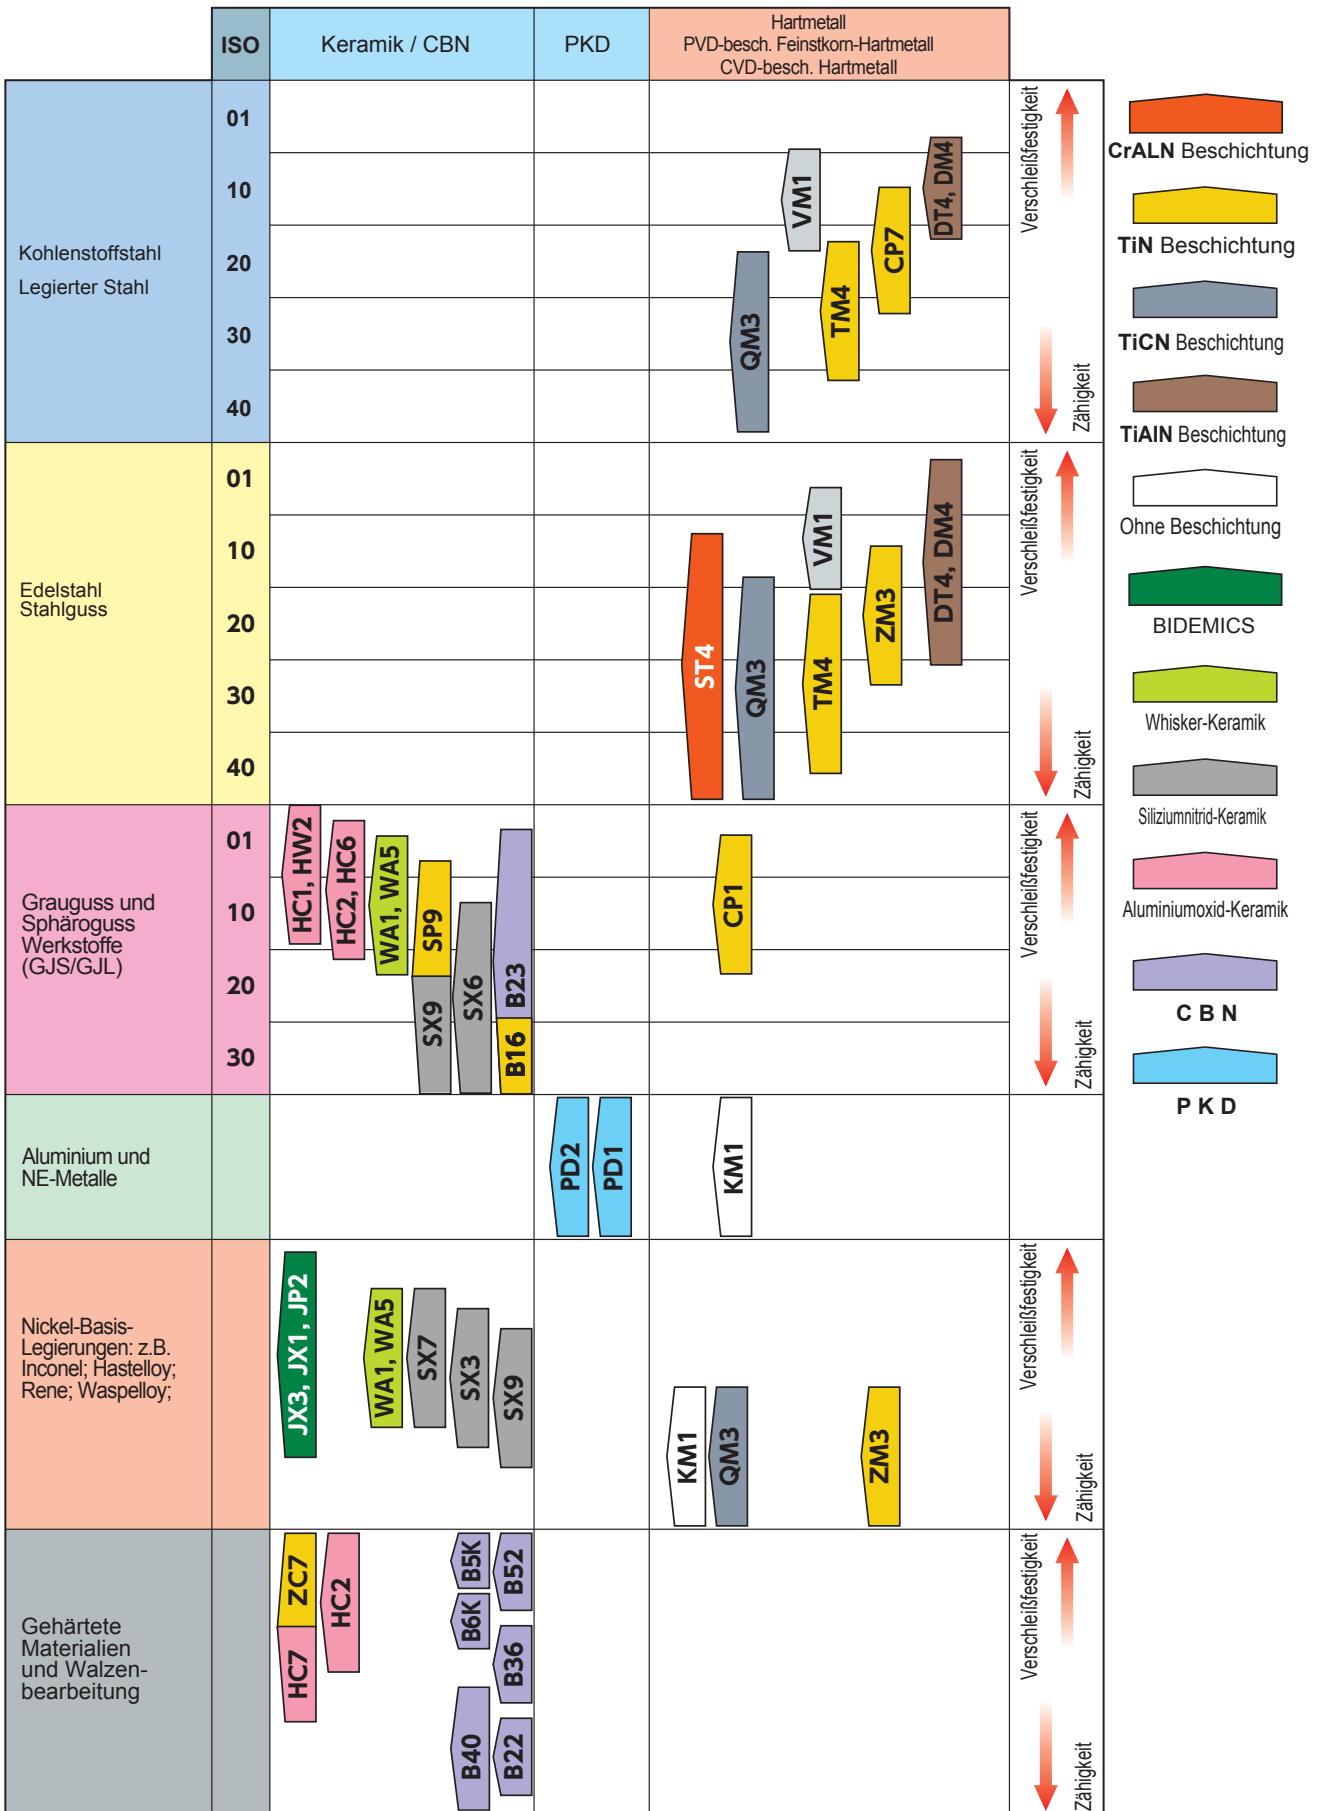 ISO
Keramik / CBN
PKD
Hartmetall
PVD-besch. Feinstkorn-Hartmetall
CVD-besch. Hartmetall
Kohlenstoffstahl
Legierter Stahl
01
10
20
30
40
QM3
VM1
TM4
CP7
DT4, DM4
Verschleißfestigkeit
Zähigkeit
Edelstahl
Stahlguss
01
10
20
30
40
ST4
QM3
VM1
TM4
ZM3
DT4, DM4
Verschleißfestigkeit
Zähigkeit
Grauguss und
Sphäroguss
Werkstoffe
(GJS/GJL)
01
10
20
30
HC1, HW2
HC2, HC6
WA1, WA5
SP9
SX9
SX6
B23
B16
CP1
Verschleißfestigkeit
Zähigkeit
Aluminium und
NE-Metalle
PD2
PD1
KM1
Nickel-Basis-
Legierungen: z.B.
Inconel; Hastelloy;
Rene; Waspelloy;
JX3, JX1, JP2
WA1, WA5
SX7
SX3
SX9
KM1
QM3
ZM3
Verschleißfestigkeit
Zähigkeit
Gehärtete
Materialien
und Walzen-
bearbeitung
ZC7
HC7
HC2
B5K
B6K
B40
B52
B36
B22
Verschleißfestigkeit
Zähigkeit
CrALN Beschichtung
TiN Beschichtung
TiCN Beschichtung
TiAlN Beschichtung
Ohne Beschichtung
BIDEMICS
Whisker-Keramik
Siliziumnitrid-Keramik
Aluminiumoxid-Keramik
C B N
P K D